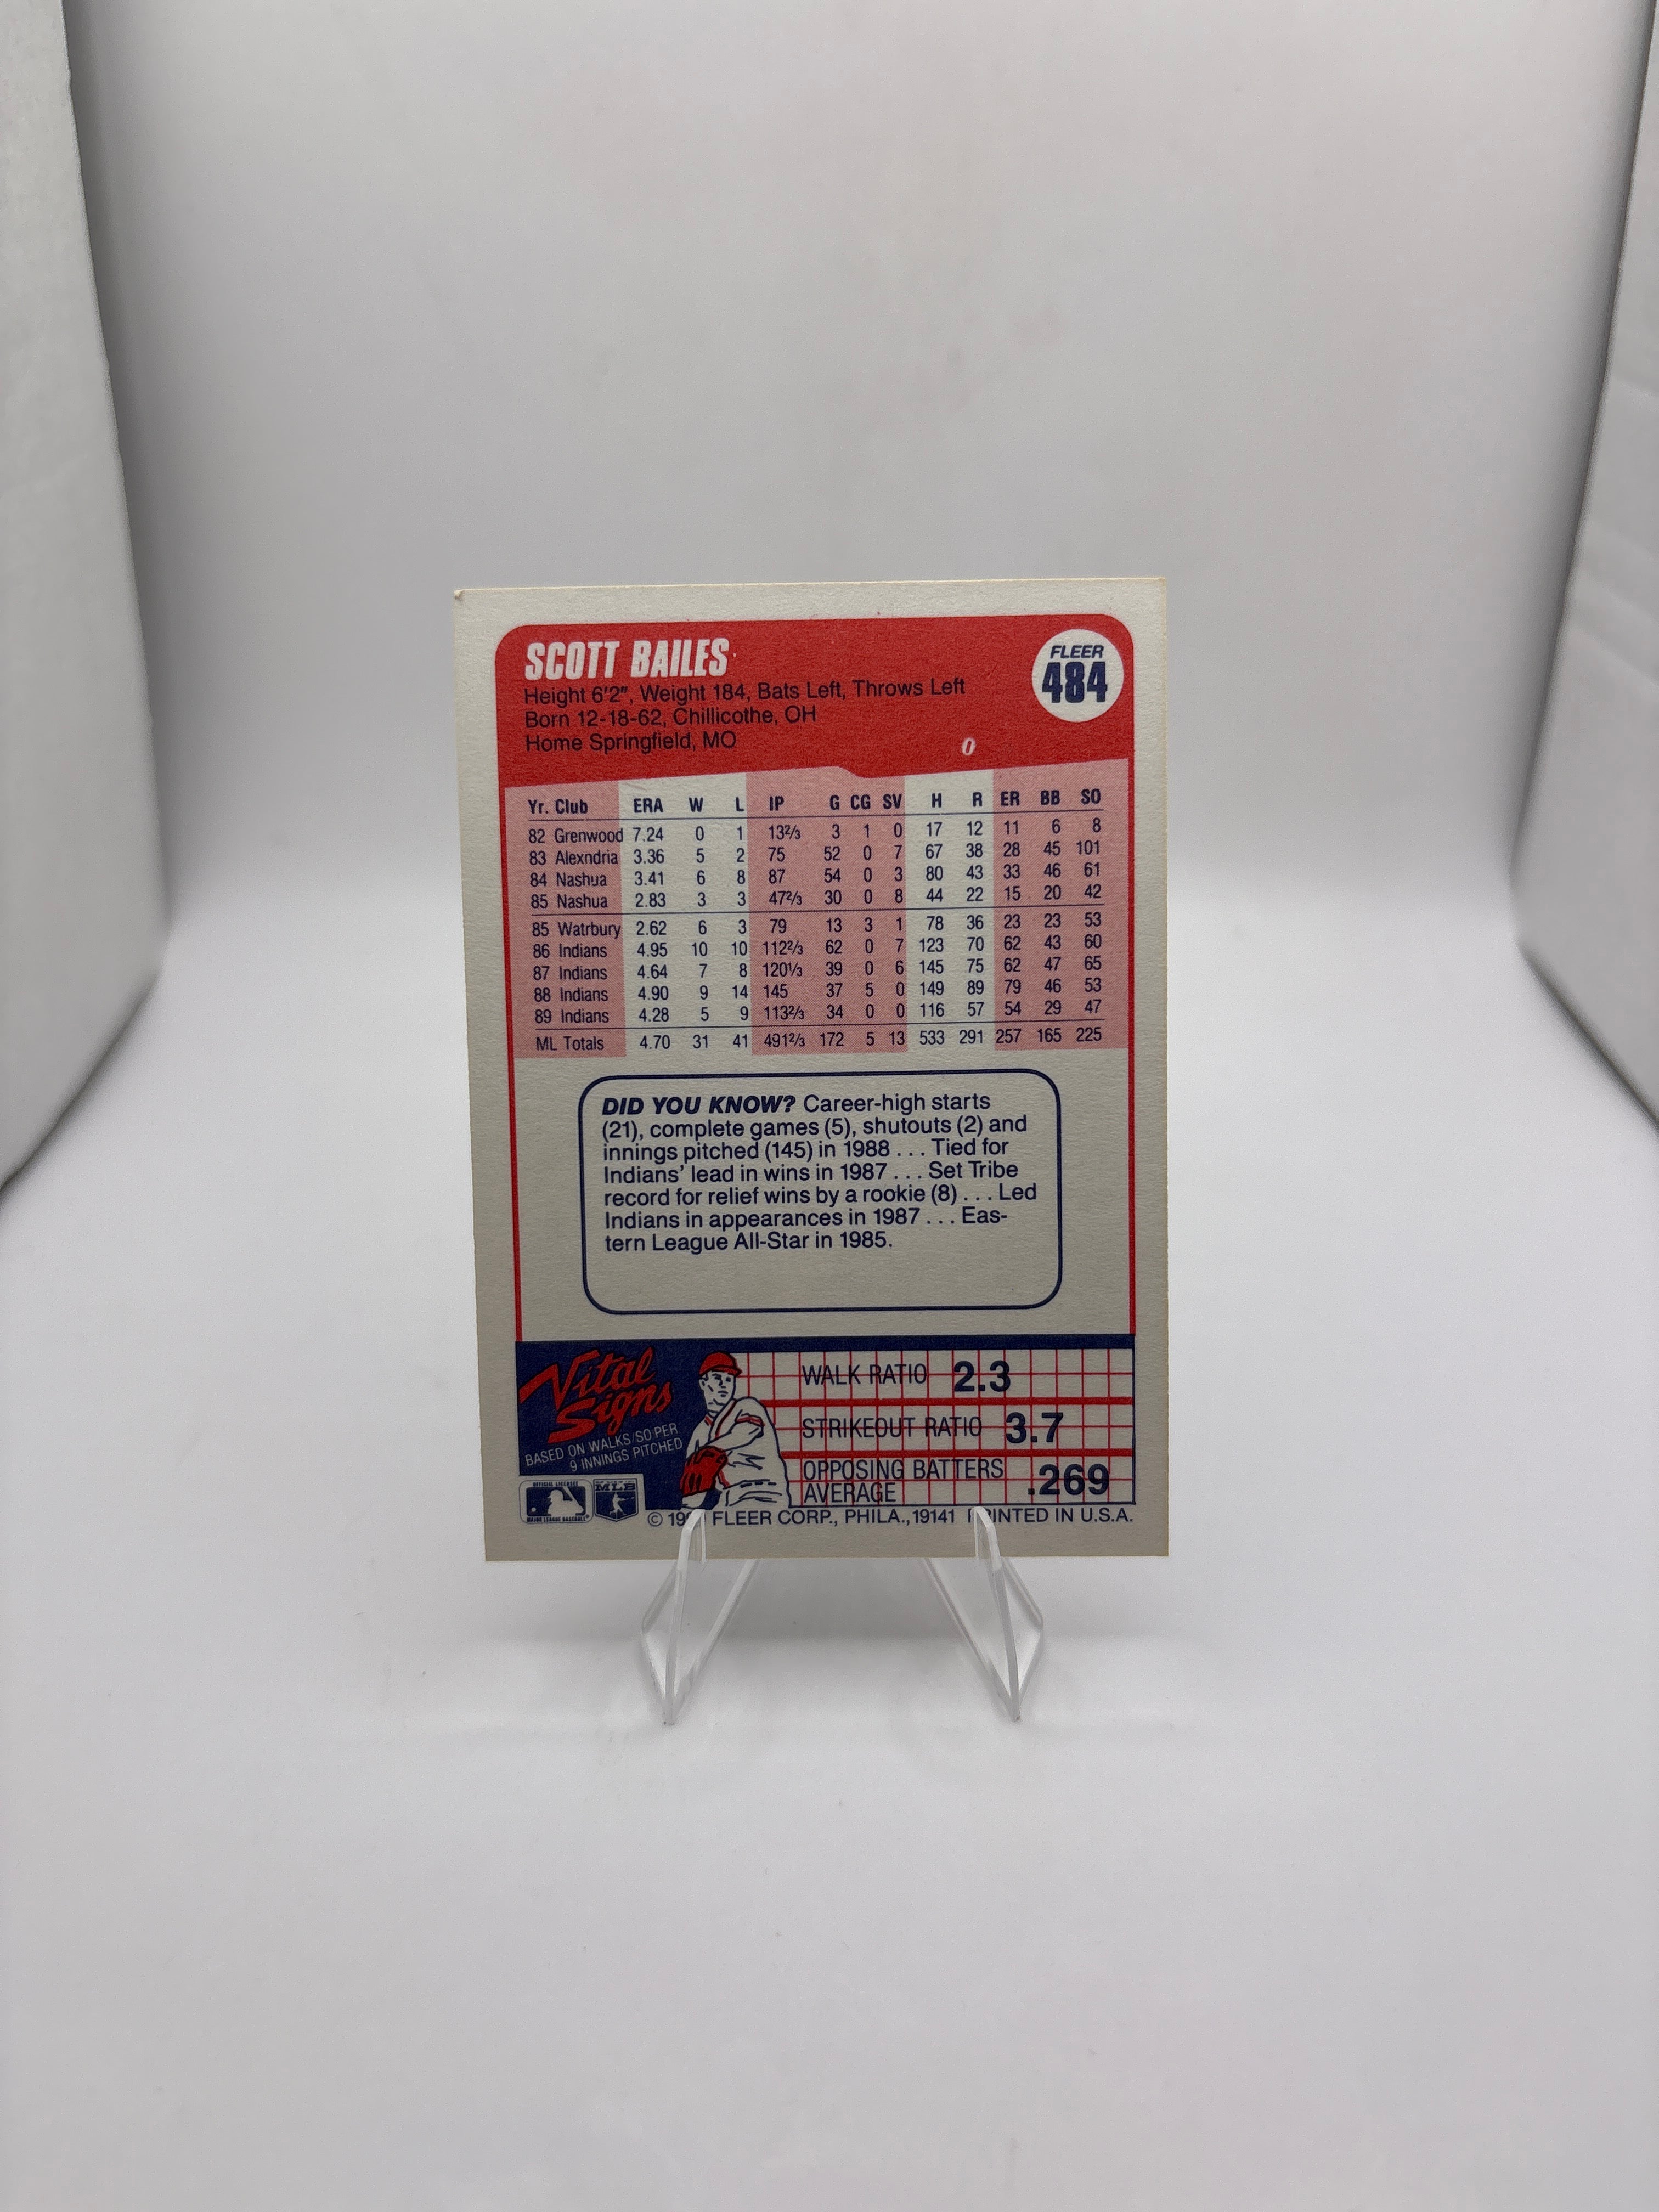 SCOTT BAILES
FLEER
484
Height 6'2", Weight 184, Bats Left, Throws Left
Born 12-18-62, Chillicothe, OH
Home Springfield, MO
0
Yr. Club ERA W L IP G CG SV H R ER BB SO
82 Grenwood 7.24 0 1 13⅔ 3 1 0 17 12 11 6 8
83 Alexndria 3.36 5 2 75 52 0 7 67 38 28 45 101
84 Nashua 3.41 6 8 87 54 0 3 80 43 33 46 61
85 Nashua 2.83 3 3 47⅔ 30 0 8 44 22 15 20 42
85 Watrbury 2.62 6 3 79 13 3 1 78 36 23 23 53
86 Indians 4.95 10 10 112⅔ 62 0 7 123 70 62 43 60
87 Indians 4.64 7 8 120⅓ 39 0 6 145 75 62 47 65
88 Indians 4.90 9 14 145 37 5 0 149 89 79 46 53
89 Indians 4.28 5 9 113⅔ 34 0 0 116 57 54 29 47
ML Totals 4.70 31 41 491⅔ 172 5 13 533 291 257 165 225
DID YOU KNOW? Career-high starts
(21), complete games (5), shutouts (2) and
innings pitched (145) in 1988 . . . Tied for
Indians' lead in wins in 1987 . . . Set Tribe
record for relief wins by a rookie (8) . . . Led
Indians in appearances in 1987 . . . Eas-
tern League All-Star in 1985.
Vital
Signs
BASED ON WALKS/SO PER
9 INNINGS PITCHED
WALK RATIO 2.3
STRIKEOUT RATIO 3.7
OPPOSING BATTERS
AVERAGE .269
MLB
MAJOR LEAGUE BASEBALL
© FLEER CORP., PHILA., 19141 PRINTED IN U.S.A.